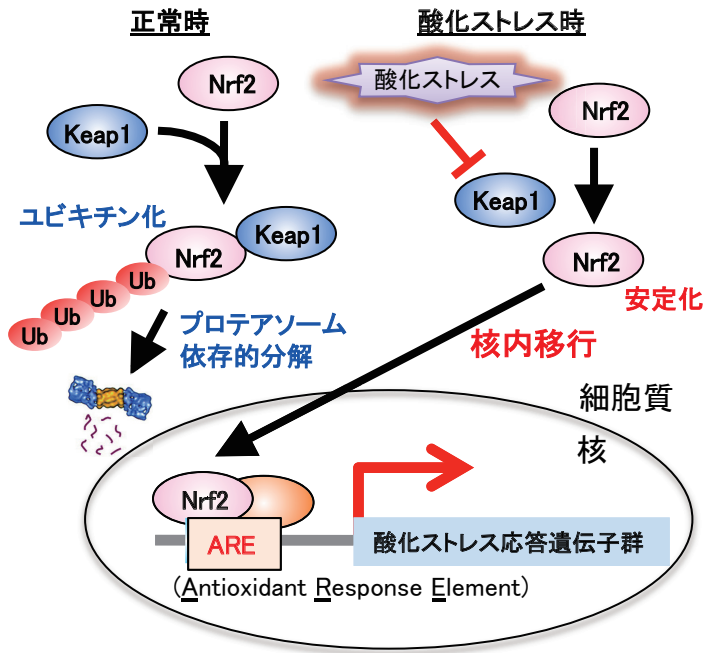 正常時
Nrf2
Keap1
ユビキチン化
Nrf2
Keap1
Ub
Ub
Ub
Ub
プロテアソーム
依存的分解
酸化ストレス時
酸化ストレス
Nrf2
Keap1
Nrf2
安定化
核内移行
細胞質
核
Nrf2
ARE
酸化ストレス応答遺伝子群
(Antioxidant Response Element)